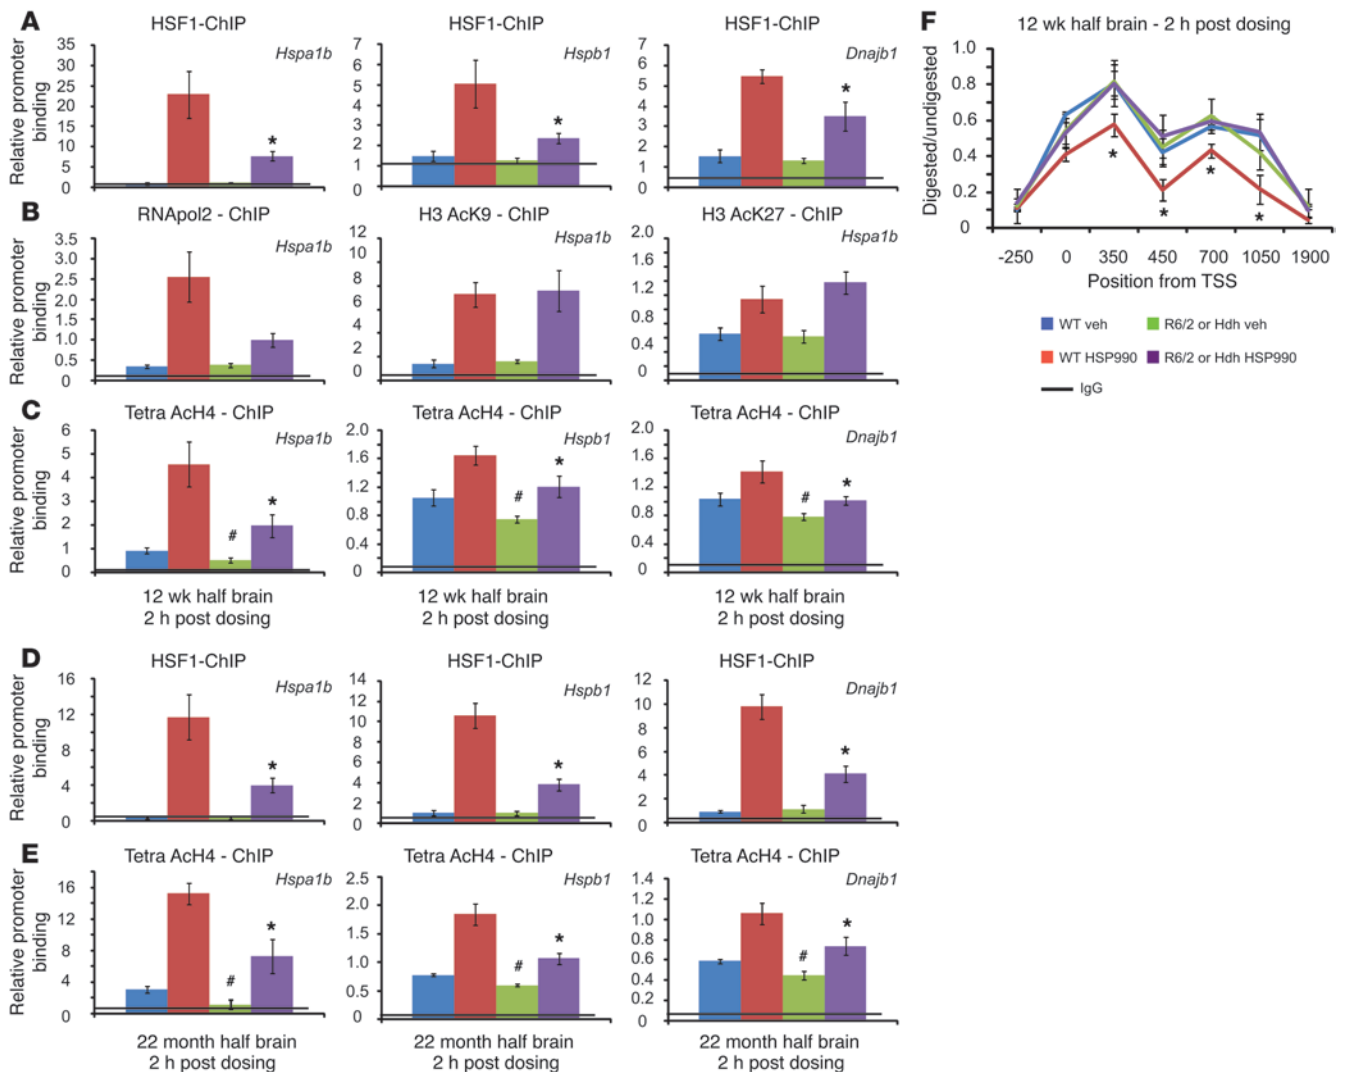 A
HSF1-ChIP
HSF1-ChIP
HSF1-ChIP
Hspa1b
Hspb1
Dnajb1
Relative promoter
binding
35
30
25
20
15
10
5
0
7
6
5
4
3
2
1
0
7
6
5
4
3
2
1
0
*
*
*
B
RNApol2 - ChIP
H3 AcK9 - ChIP
H3 AcK27 - ChIP
Hspa1b
Hspa1b
Hspa1b
Relative promoter
binding
3.5
3.0
2.5
2.0
1.5
1.0
0.5
0
12
10
8
6
4
2
0
2.0
1.6
1.2
0.8
0.4
0
C
Tetra AcH4 - ChIP
Tetra AcH4 - ChIP
Tetra AcH4 - ChIP
Hspa1b
Hspb1
Dnajb1
Relative promoter
binding
6
5
4
3
2
1
0
2.0
1.6
1.2
0.8
0.4
0
2.0
1.6
1.2
0.8
0.4
0
# *
# *
# *
12 wk half brain
2 h post dosing
12 wk half brain
2 h post dosing
12 wk half brain
2 h post dosing
D
HSF1-ChIP
HSF1-ChIP
HSF1-ChIP
Hspa1b
Hspb1
Dnajb1
Relative promoter
binding
16
12
8
4
0
14
12
10
8
6
4
2
0
12
10
8
6
4
2
0
*
*
*
E
Tetra AcH4 - ChIP
Tetra AcH4 - ChIP
Tetra AcH4 - ChIP
Hspa1b
Hspb1
Dnajb1
Relative promoter
binding
16
12
8
4
0
2.5
2.0
1.5
1.0
0.5
0
1.4
1.2
1.0
0.8
0.6
0.4
0.2
0
# *
# *
# *
22 month half brain
2 h post dosing
22 month half brain
2 h post dosing
22 month half brain
2 h post dosing
F
12 wk half brain - 2 h post dosing
Digested/undigested
1.0
0.8
0.6
0.4
0.2
0
* * * *
-250 0 350 450 700 1050 1900
Position from TSS
WT veh
R6/2 or Hdh veh
WT HSP990
R6/2 or Hdh HSP990
IgG